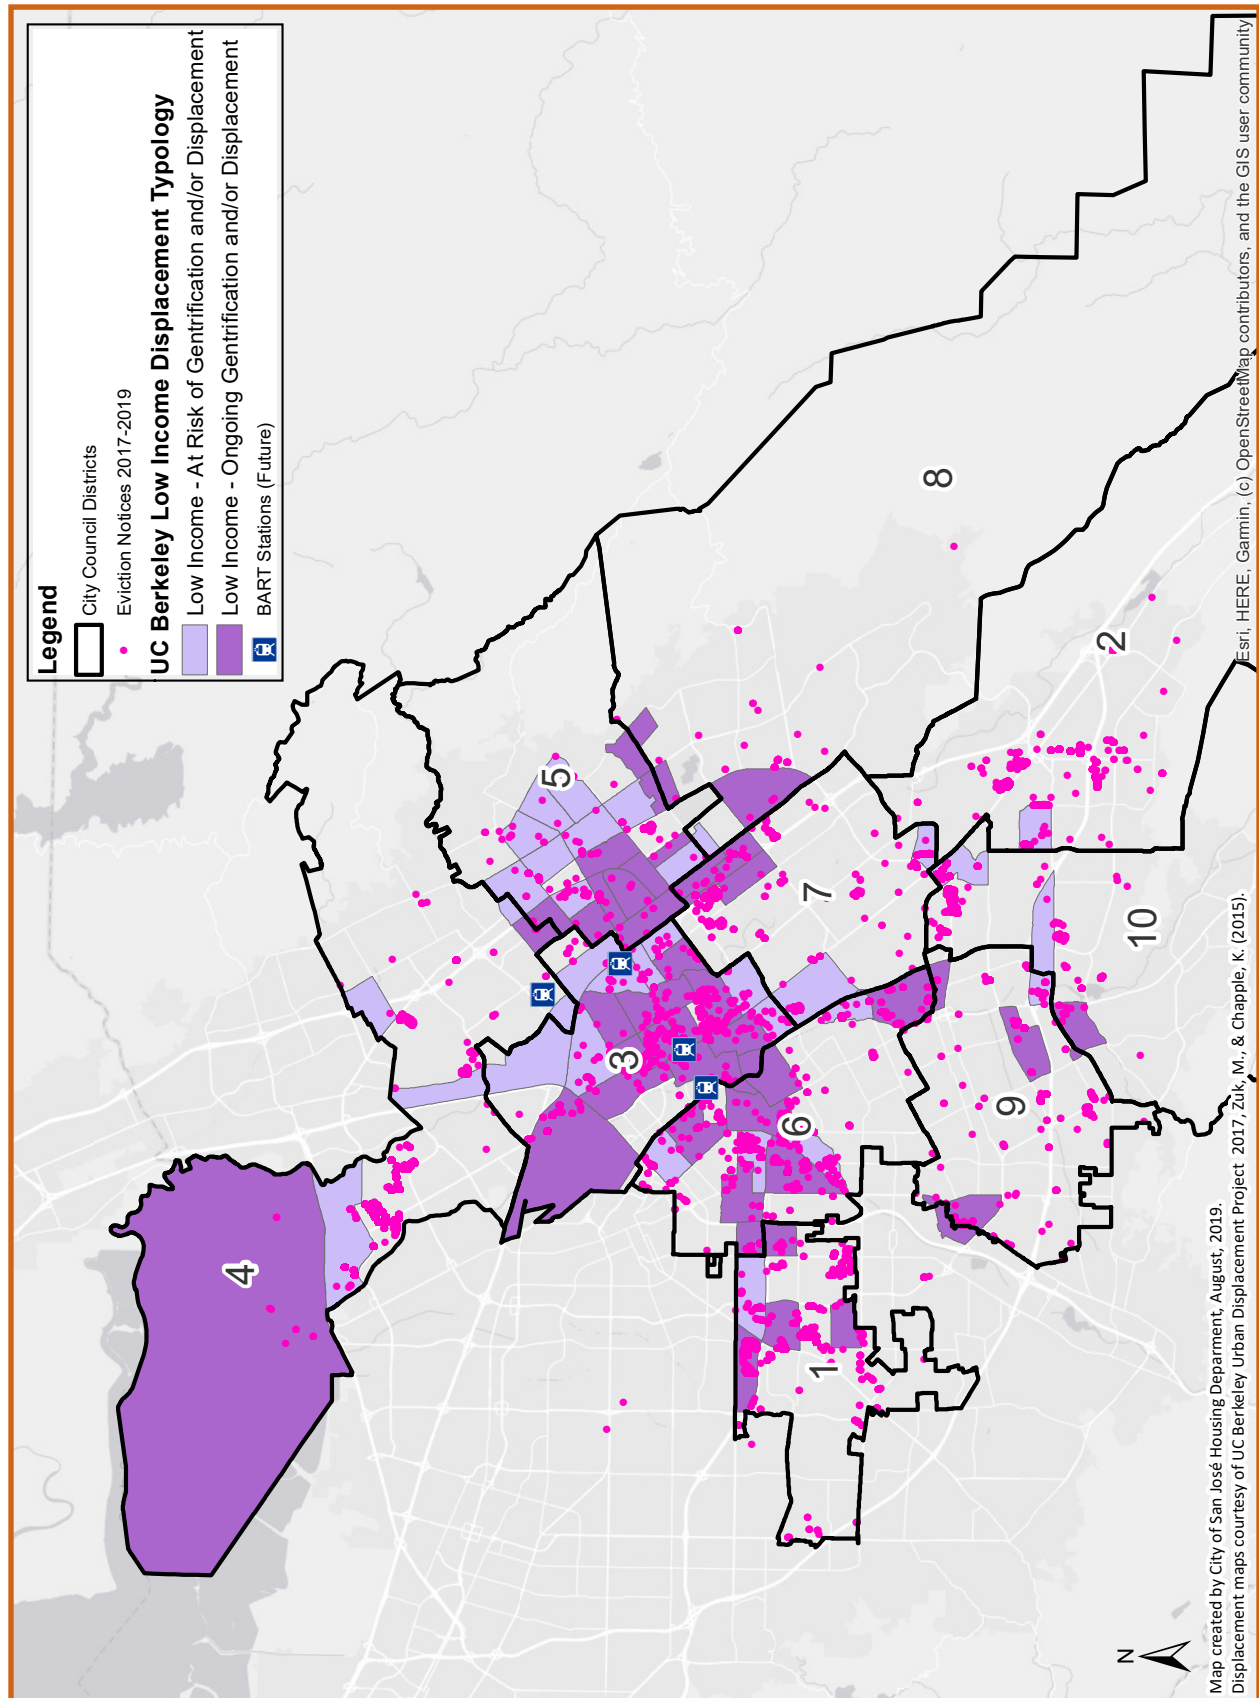 Legend
City Council Districts
Eviction Notices 2017-2019
UC Berkeley Low Income Displacement Typology
Low Income - At Risk of Gentrification and/or Displacement
Low Income - Ongoing Gentrification and/or Displacement
BART Stations (Future)
4
5
3
8
6
7
2
1
9
10
N
Map created by City of San José Housing Deparment, August, 2019.
Displacement maps courtesy of UC Berkeley Urban Displacement Project 2017, Zuk, M., & Chapple, K. (2015).
Esri, HERE, Garmin, (c) OpenStreetMap contributors, and the GIS user community